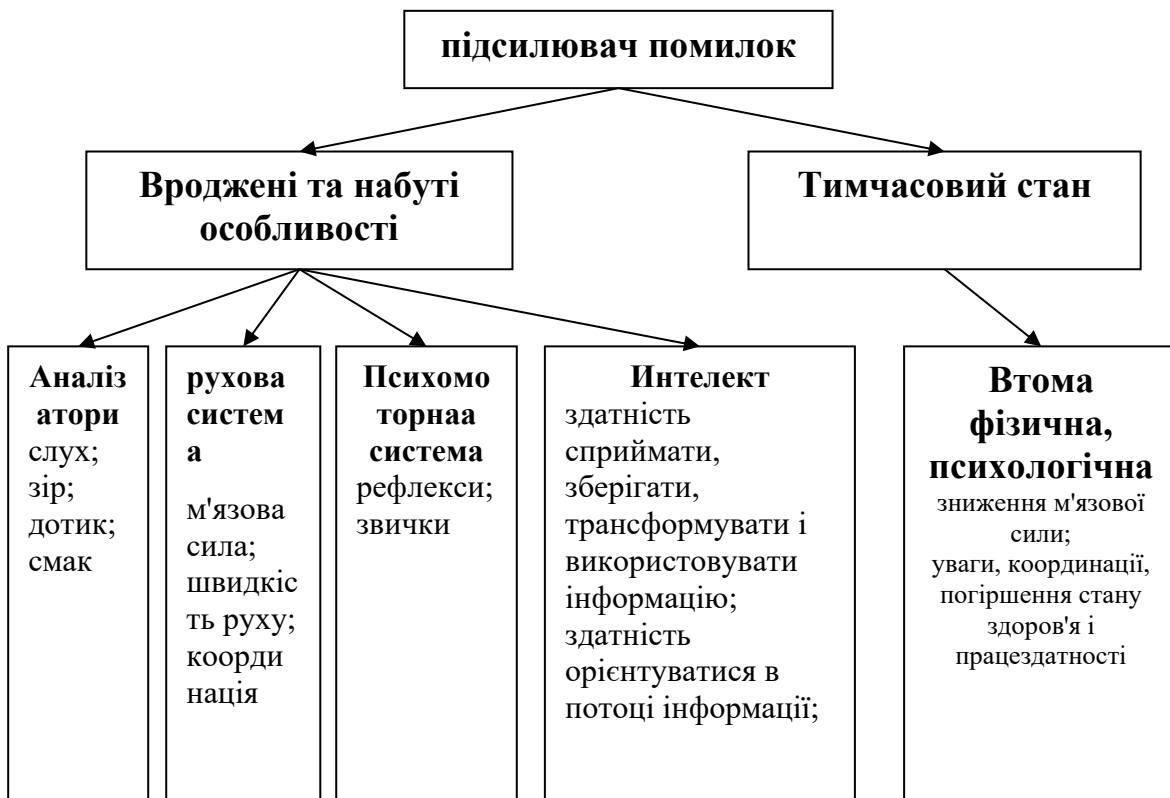 підсилювач помилок
Вроджені та набуті
особливості
Тимчасовий стан
Аналіз
атори
слух;
зір;
дотик;
смак
рухова
систем
а
м'язова
сила;
швидкіс
ть руху;
коорди
нація
Психомо
торнаа
система
рефлекси;
звички
Интелект
здатність
сприймати,
зберігати,
трансформувати і
використовувати
інформацію;
здатність
орієнтуватися в
потоці інформації;
Втома
фізична,
психологічна
зниження м'язової
сили;
уваги, координації,
погіршення стану
здоров'я і
працездатності